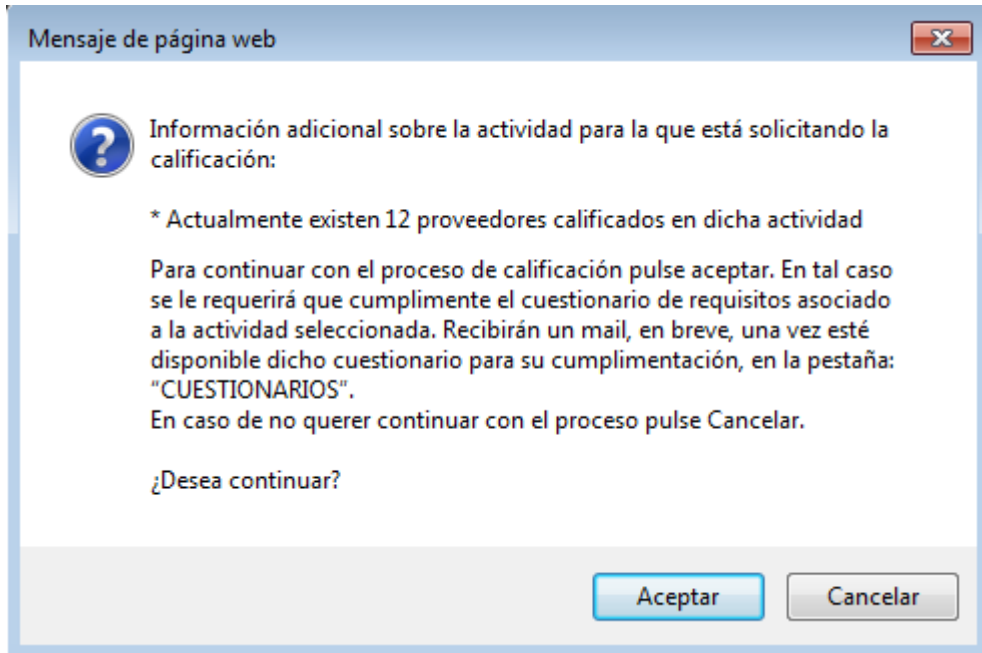 Mensaje de página web
Información adicional sobre la actividad para la que está solicitando la
calificación:
* Actualmente existen 12 proveedores calificados en dicha actividad
Para continuar con el proceso de calificación pulse aceptar. En tal caso
se le requerirá que cumplimente el cuestionario de requisitos asociado
a la actividad seleccionada. Recibirán un mail, en breve, una vez esté
disponible dicho cuestionario para su cumplimentación, en la pestaña:
“CUESTIONARIOS”.
En caso de no querer continuar con el proceso pulse Cancelar.
¿Desea continuar?
Aceptar
Cancelar